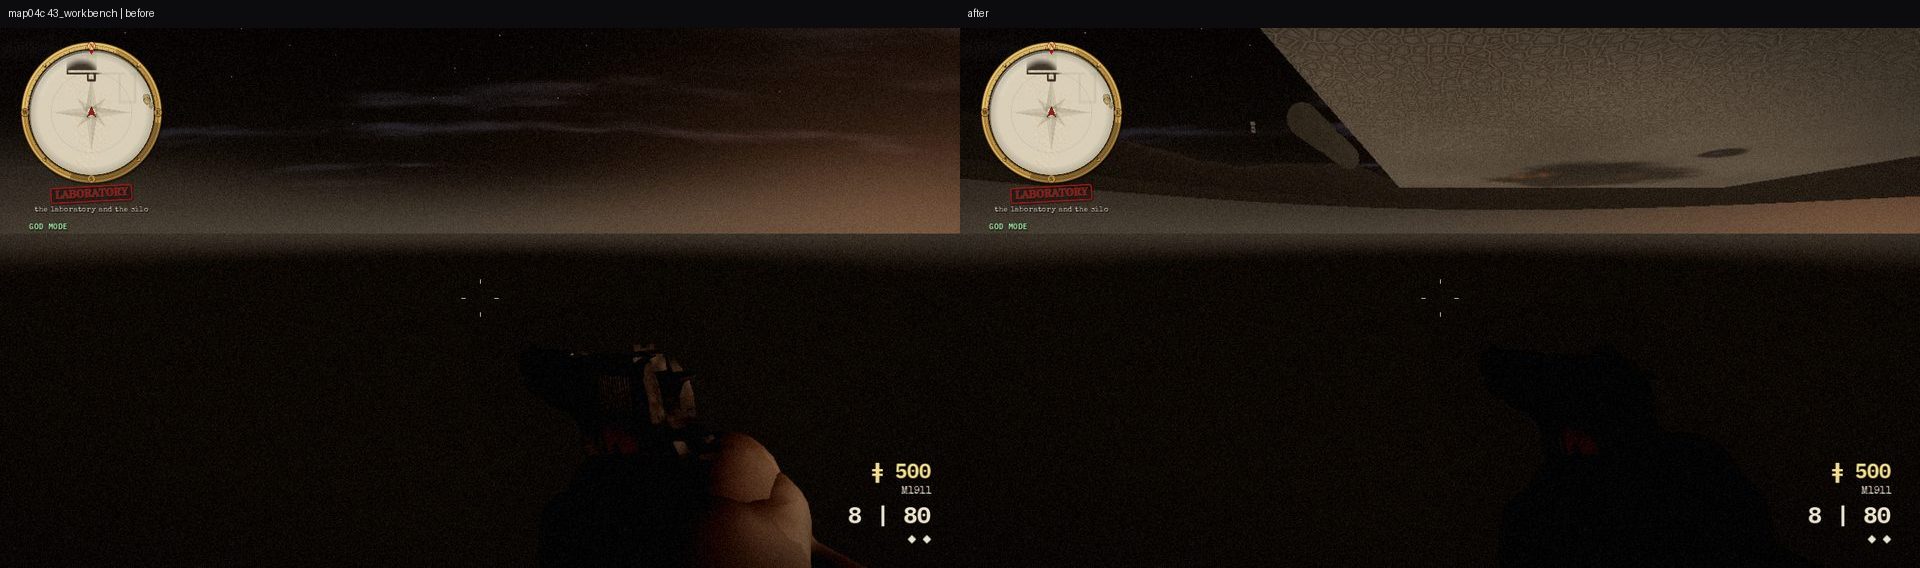 map04c 43_workbench | before
after
N
LABORATORY
the laboratory and the silo
GOD MODE
500
M1911
8 | 80
N
LABORATORY
the laboratory and the silo
GOD MODE
500
M1911
8 | 80